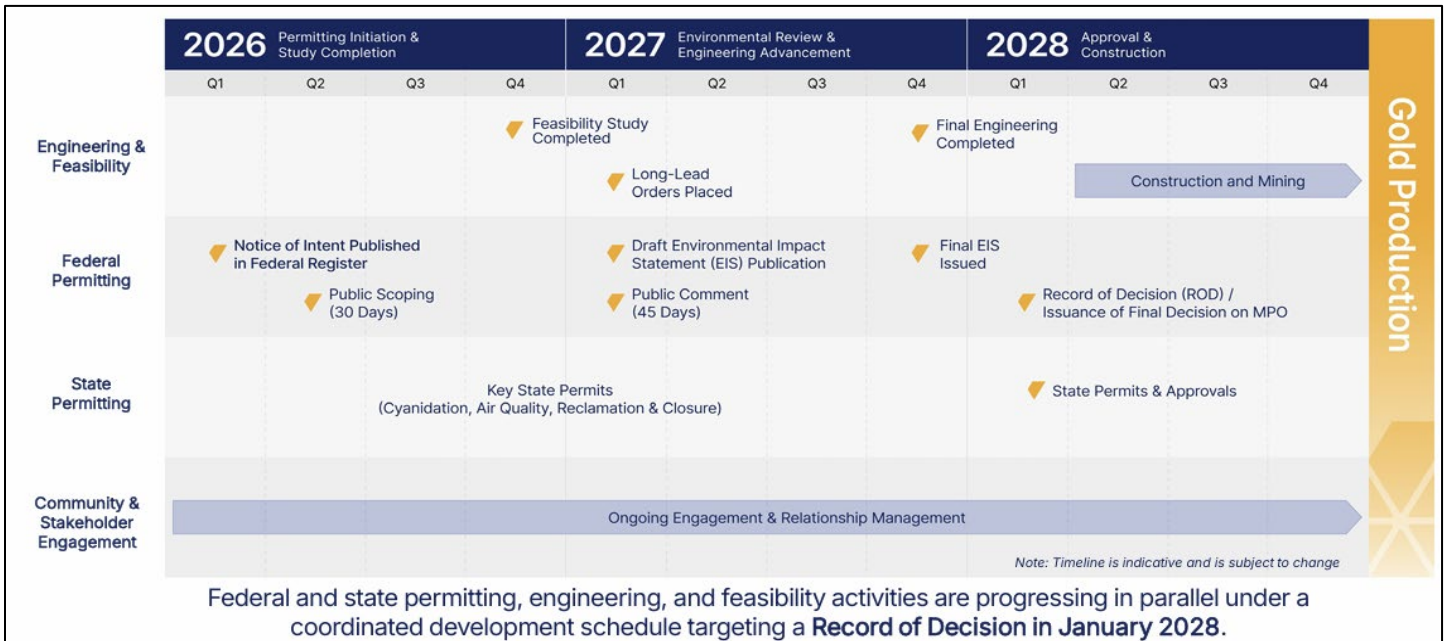 2026 Permitting Initiation &
Study Completion
2027 Environmental Review &
Engineering Advancement
2028 Approval &
Construction
Q1 Q2 Q3 Q4 Q1 Q2 Q3 Q4 Q1 Q2 Q3 Q4
Engineering &
Feasibility
Feasibility Study
Completed
Long-Lead
Orders Placed
Final Engineering
Completed
Construction and Mining
Federal
Permitting
Notice of Intent Published
in Federal Register
Public Scoping
(30 Days)
Draft Environmental Impact
Statement (EIS) Publication
Public Comment
(45 Days)
Final EIS
Issued
Record of Decision (ROD) /
Issuance of Final Decision on MPO
State
Permitting
Key State Permits
(Cyanidation, Air Quality, Reclamation & Closure)
State Permits & Approvals
Community &
Stakeholder
Engagement
Ongoing Engagement & Relationship Management
Note: Timeline is indicative and is subject to change
Gold Production
Federal and state permitting, engineering, and feasibility activities are progressing in parallel under a
coordinated development schedule targeting a Record of Decision in January 2028.